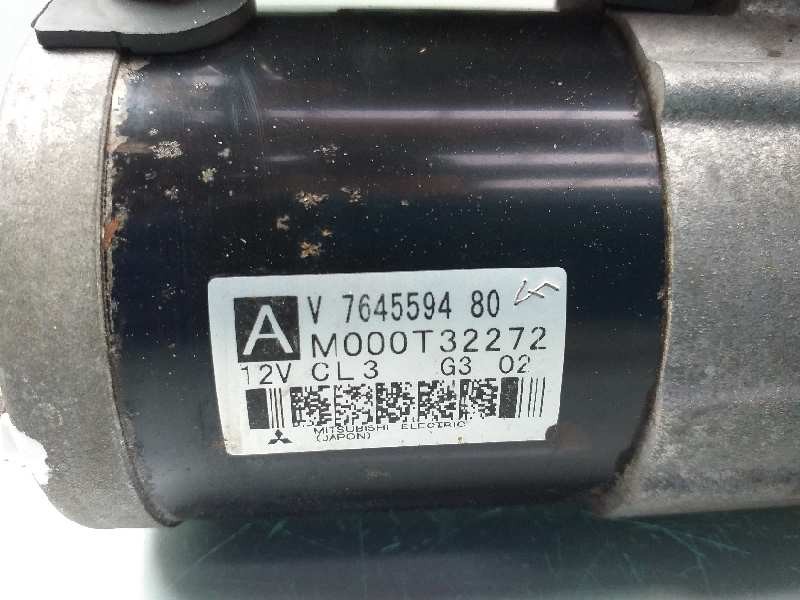 A
V 7645594 80
M000T32272
12V CL3 G3 02
MITSUBISHI ELECTRIC
(JAPON)